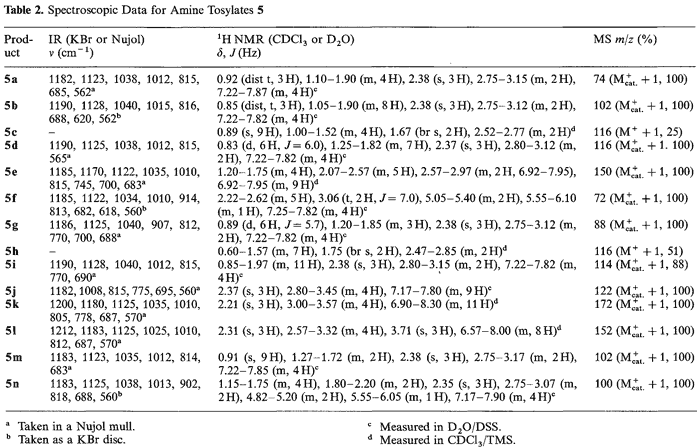 Table 2. Spectroscopic Data for Amine Tosylates 5
Prod- IR (KBr or Nujol) ¹H NMR (CDCl₃ or D₂O) MS m/z (%)
uct ν (cm⁻¹) δ, J (Hz)
5a 1182, 1123, 1038, 1012, 815, 0.92 (dist t, 3 H), 1.10–1.90 (m, 4H), 2.38 (s, 3 H), 2.75–3.15 (m, 2 H), 74 (M⁺cat. + 1, 100)
685, 562ᵃ 7.22–7.87 (m, 4 H)ᶜ
5b 1190, 1128, 1040, 1015, 816, 0.85 (dist t, 3 H), 1.05–1.90 (m, 8 H), 2.38 (s, 3 H), 2.75–3.12 (m, 2 H), 102 (M⁺cat. + 1, 100)
688, 620, 562ᵇ 7.22–7.82 (m, 4 H)ᶜ
5c – 0.89 (s, 9 H), 1.00–1.52 (m, 4 H), 1.67 (br s, 2 H), 2.52–2.77 (m, 2 H)ᵈ 116 (M⁺ + 1, 25)
5d 1190, 1125, 1038, 1012, 815, 0.83 (d, 6 H, J = 6.0), 1.25–1.82 (m, 7 H), 2.37 (s, 3 H), 2.80–3.12 (m, 116 (M⁺cat. + 1. 100)
565ᵃ 2 H), 7.22–7.82 (m, 4 H)ᶜ
5e 1185, 1170, 1122, 1035, 1010, 1.20–1.75 (m, 4 H), 2.07–2.57 (m, 5 H), 2.57–2.97 (m, 2 H, 6.92–7.95), 150 (M⁺cat. + 1, 100)
815, 745, 700, 683ᵃ 6.92–7.95 (m, 9 H)ᵈ
5f 1185, 1122, 1034, 1010, 914, 2.22–2.62 (m, 5 H), 3.06 (t, 2 H, J = 7.0), 5.05–5.40 (m, 2 H), 5.55–6.10 72 (M⁺cat. + 1, 100)
813, 682, 618, 560ᵇ (m, 1 H), 7.25–7.82 (m, 4 H)ᶜ
5g 1186, 1125, 1040, 907, 812, 0.89 (d, 6 H, J = 5.7), 1.20–1.85 (m, 3 H), 2.38 (s, 3 H), 2.75–3.12 (m, 88 (M⁺cat. + 1, 100)
770, 700, 688ᵃ 2 H), 7.22–7.82 (m, 4 H)ᶜ
5h – 0.60–1.57 (m, 7 H), 1.75 (br s, 2 H), 2.47–2.85 (m, 2 H)ᵈ 116 (M⁺ + 1, 51)
5i 1190, 1128, 1040, 1012, 815, 0.85–1.97 (m, 11 H), 2.38 (s, 3 H), 2.80–3.15 (m, 2 H), 7.22–7.82 (m, 114 (M⁺cat. + 1, 88)
770, 690ᵃ 4 H)ᶜ
5j 1182, 1008, 815, 775, 695, 560ᵃ 2.37 (s, 3 H), 2.80–3.45 (m, 4 H), 7.17–7.80 (m, 9 H)ᶜ 122 (M⁺cat. + 1, 100)
5k 1200, 1180, 1125, 1035, 1010, 2.21 (s, 3 H), 3.00–3.57 (m, 4 H), 6.90–8.30 (m, 11 H)ᵈ 172 (M⁺cat. + 1, 100)
805, 778, 687, 570ᵃ
5l 1212, 1183, 1125, 1025, 1010, 2.31 (s, 3 H), 2.57–3.32 (m, 4 H), 3.71 (s, 3 H), 6.57–8.00 (m, 8 H)ᵈ 152 (M⁺cat. + 1, 100)
812, 687, 570ᵃ
5m 1183, 1123, 1035, 1012, 814, 0.91 (s, 9 H), 1.27–1.72 (m, 2 H), 2.38 (s, 3 H), 2.75–3.17 (m, 2 H), 102 (M⁺cat. + 1, 100)
683ᵃ 7.22–7.85 (m, 4 H)ᶜ
5n 1183, 1125, 1038, 1013, 902, 1.15–1.75 (m, 4 H), 1.80–2.20 (m, 2 H), 2.35 (s, 3 H), 2.75–3.07 (m, 100 (M⁺cat. + 1, 100)
818, 688, 560ᵇ 2 H), 4.82–5.20 (m, 2 H), 5.55–6.05 (m, 1 H), 7.17–7.90 (m, 4 H)ᶜ
ᵃ Taken in a Nujol mull. ᶜ Measured in D₂O/DSS.
ᵇ Taken as a KBr disc. ᵈ Measured in CDCl₃/TMS.